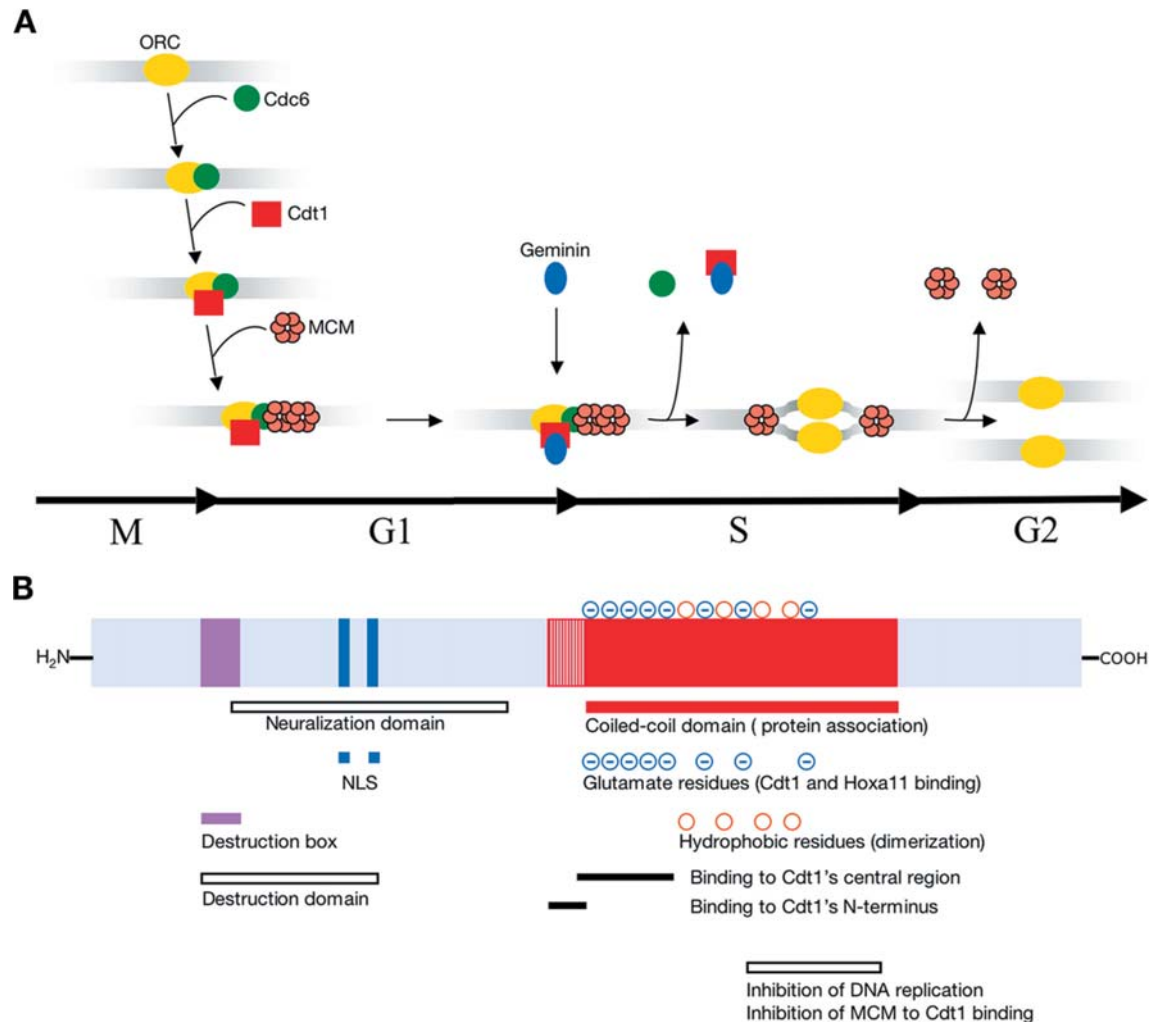 A
ORC
Cdc6
Cdt1
MCM
Geminin
M G1 S G2
B
H2N COOH
Neuralization domain
Coiled-coil domain ( protein association)
NLS
Glutamate residues (Cdt1 and Hoxa11 binding)
Destruction box
Hydrophobic residues (dimerization)
Destruction domain
Binding to Cdt1's central region
Binding to Cdt1's N-terminus
Inhibition of DNA replication
Inhibition of MCM to Cdt1 binding